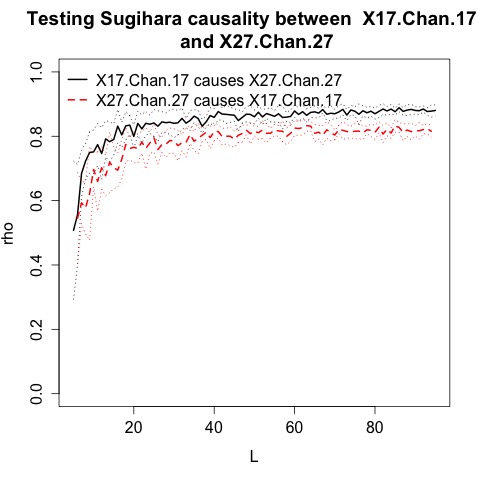 Testing Sugihara causality between X17.Chan.17
and X27.Chan.27
X17.Chan.17 causes X27.Chan.27
X27.Chan.27 causes X17.Chan.17
rho
1.0
0.8
0.6
0.4
0.2
0.0
20 40 60 80
L